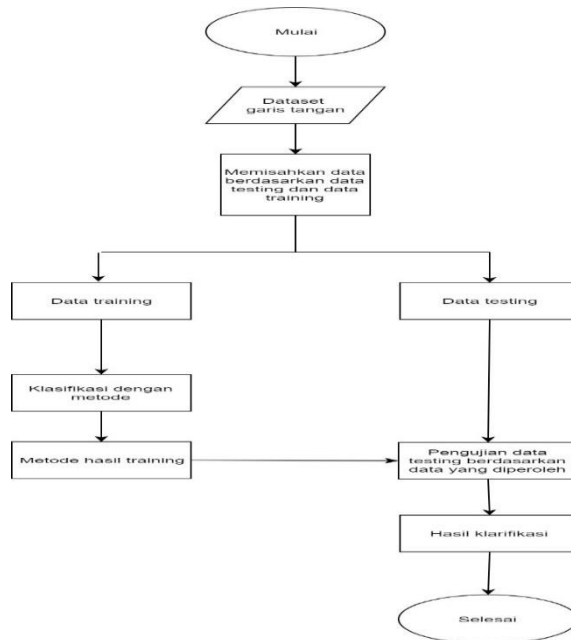 Mulai
Dataset
garis tangan
Memisahkan data
berdasarkan data
testing dan data
training
Data training
Data testing
Klasifikasi dengan
metode
Metode hasil training
Pengujian data
testing berdasarkan
data yang diperoleh
Hasil klarifikasi
Selesai